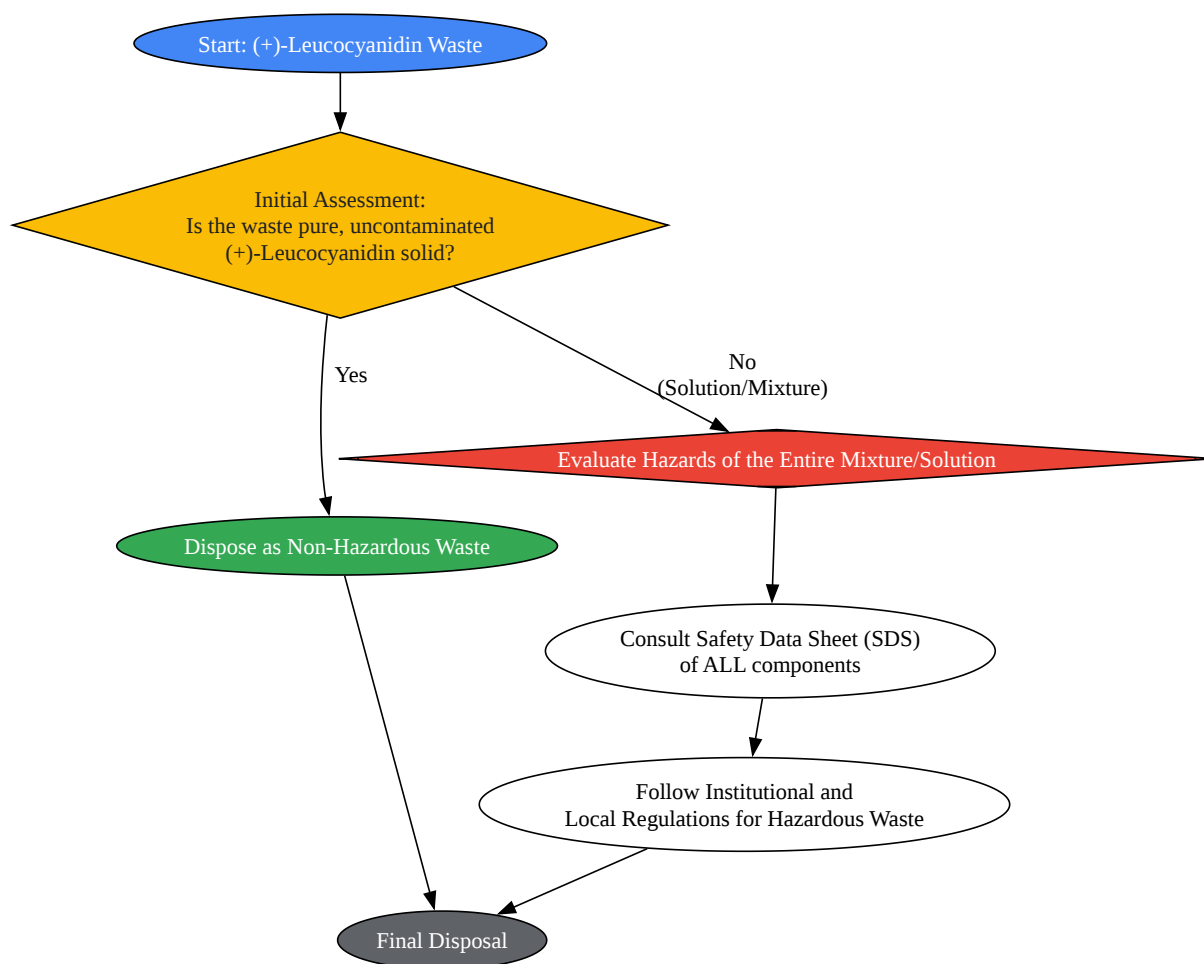 Start: (+)-Leucocyanidin Waste
Initial Assessment:
Is the waste pure, uncontaminated
(+)-Leucocyanidin solid?
Yes
No
(Solution/Mixture)
Evaluate Hazards of the Entire Mixture/Solution
Dispose as Non-Hazardous Waste
Consult Safety Data Sheet (SDS)
of ALL components
Follow Institutional and
Local Regulations for Hazardous Waste
Final Disposal